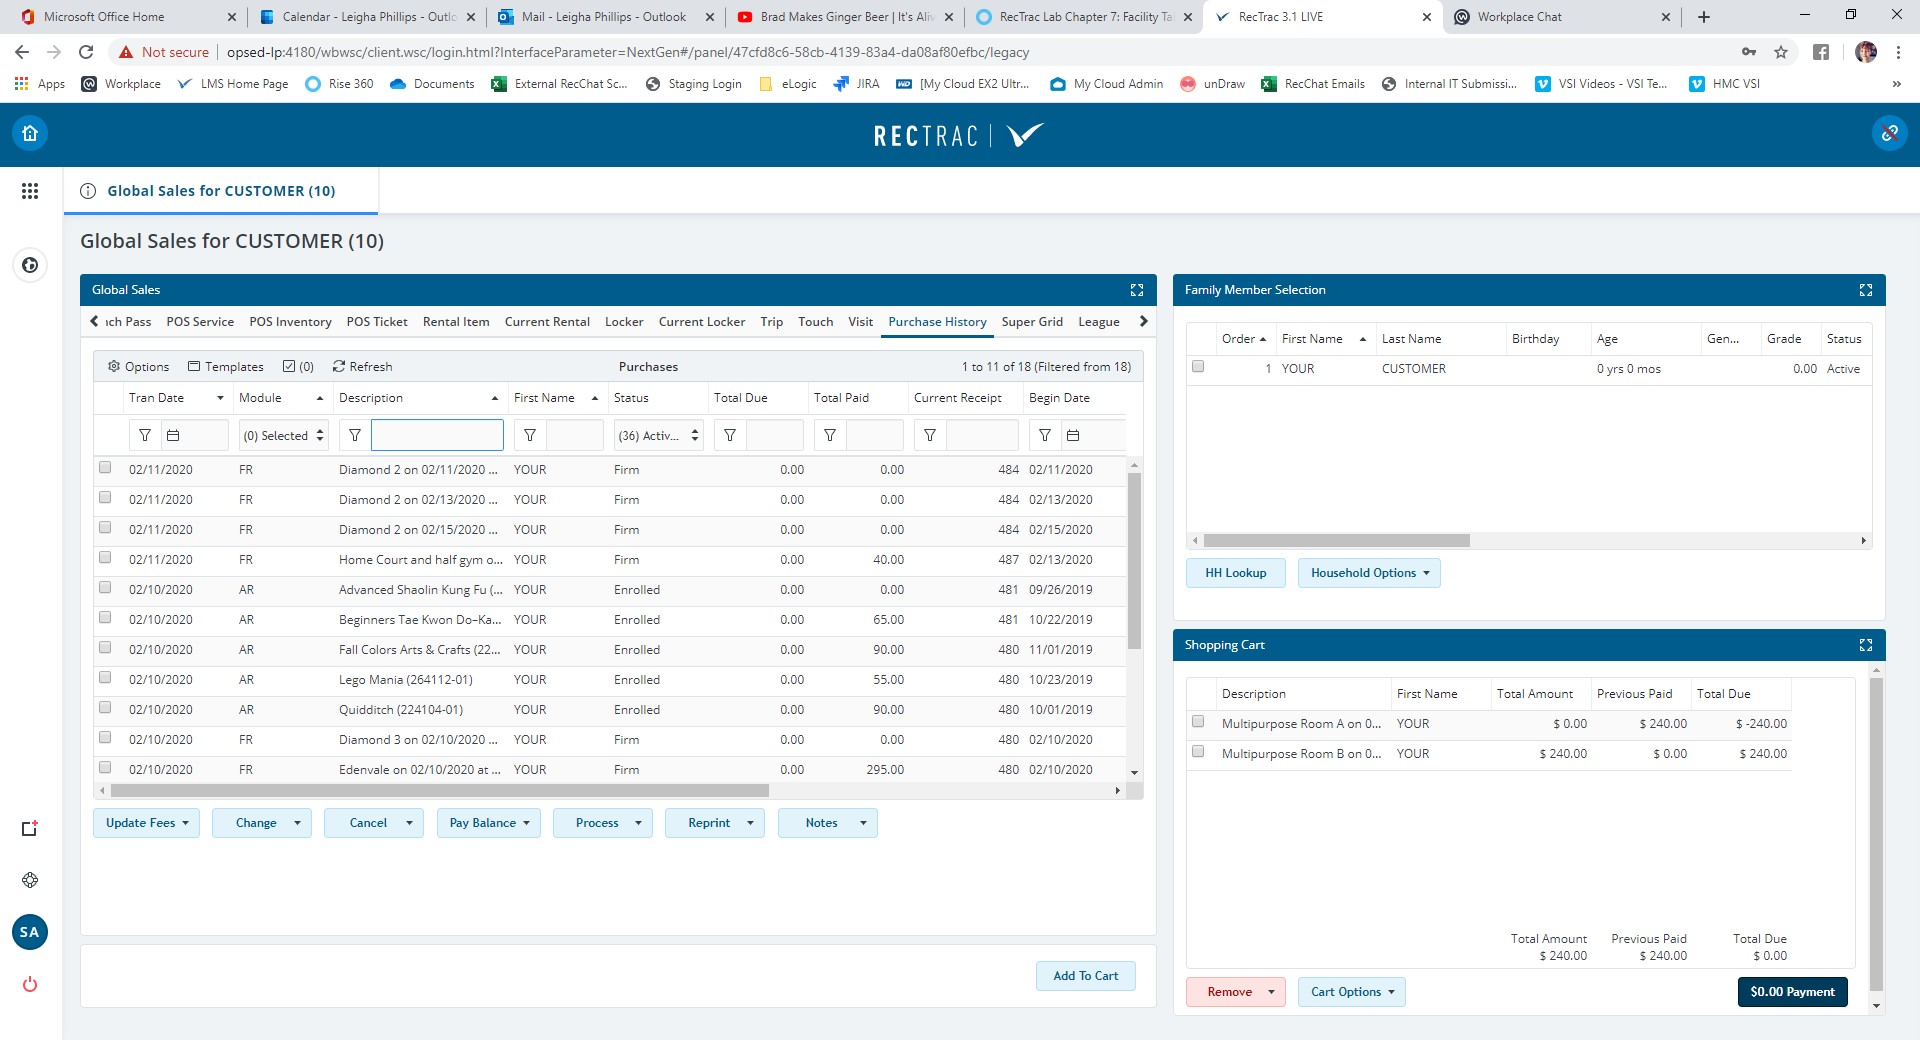 Microsoft Office Home
Calendar - Leigha Phillips - Outlo
Mail - Leigha Phillips - Outlook
Brad Makes Ginger Beer | It's Aliv
RecTrac Lab Chapter 7: Facility Ta
RecTrac 3.1 LIVE
Workplace Chat
Not secure
opsed-lp:4180/wbwsc/client.wsc/login.html?InterfaceParameter=NextGen#/panel/47cfd8c6-58cb-4139-83a4-da08af80efbc/legacy
Apps
Workplace
LMS Home Page
Rise 360
Documents
External RecChat Sc...
Staging Login
eLogic
JIRA
[My Cloud EX2 Ultr...
My Cloud Admin
unDraw
RecChat Emails
Internal IT Submissi...
VSI Videos - VSI Te...
HMC VSI
»
RECTRAC
Global Sales for CUSTOMER (10)
Global Sales for CUSTOMER (10)
Global Sales
nch Pass POS Service POS Inventory POS Ticket Rental Item Current Rental Locker Current Locker Trip Touch Visit Purchase History Super Grid League
Options Templates (0) Refresh Purchases 1 to 11 of 18 (Filtered from 18)
Tran Date Module Description First Name Status Total Due Total Paid Current Receipt Begin Date
(0) Selected (36) Activ...
02/11/2020 FR Diamond 2 on 02/11/2020 ... YOUR Firm 0.00 0.00 484 02/11/2020
02/11/2020 FR Diamond 2 on 02/13/2020 ... YOUR Firm 0.00 0.00 484 02/13/2020
02/11/2020 FR Diamond 2 on 02/15/2020 ... YOUR Firm 0.00 0.00 484 02/15/2020
02/11/2020 FR Home Court and half gym o... YOUR Firm 0.00 40.00 487 02/13/2020
02/10/2020 AR Advanced Shaolin Kung Fu (... YOUR Enrolled 0.00 0.00 481 09/26/2019
02/10/2020 AR Beginners Tae Kwon Do–Ka... YOUR Enrolled 0.00 65.00 481 10/22/2019
02/10/2020 AR Fall Colors Arts & Crafts (22... YOUR Enrolled 0.00 90.00 480 11/01/2019
02/10/2020 AR Lego Mania (264112-01) YOUR Enrolled 0.00 55.00 480 10/23/2019
02/10/2020 AR Quidditch (224104-01) YOUR Enrolled 0.00 90.00 480 10/01/2019
02/10/2020 FR Diamond 3 on 02/10/2020 ... YOUR Firm 0.00 0.00 480 02/10/2020
02/10/2020 FR Edenvale on 02/10/2020 at ... YOUR Firm 0.00 295.00 480 02/10/2020
Update Fees Change Cancel Pay Balance Process Reprint Notes
Add To Cart
Family Member Selection
Order First Name Last Name Birthday Age Gen... Grade Status
1 YOUR CUSTOMER 0 yrs 0 mos 0.00 Active
HH Lookup Household Options
Shopping Cart
Description First Name Total Amount Previous Paid Total Due
Multipurpose Room A on 0... YOUR $ 0.00 $ 240.00 $ -240.00
Multipurpose Room B on 0... YOUR $ 240.00 $ 0.00 $ 240.00
Total Amount Previous Paid Total Due
$ 240.00 $ 240.00 $ 0.00
Remove Cart Options $0.00 Payment
SA